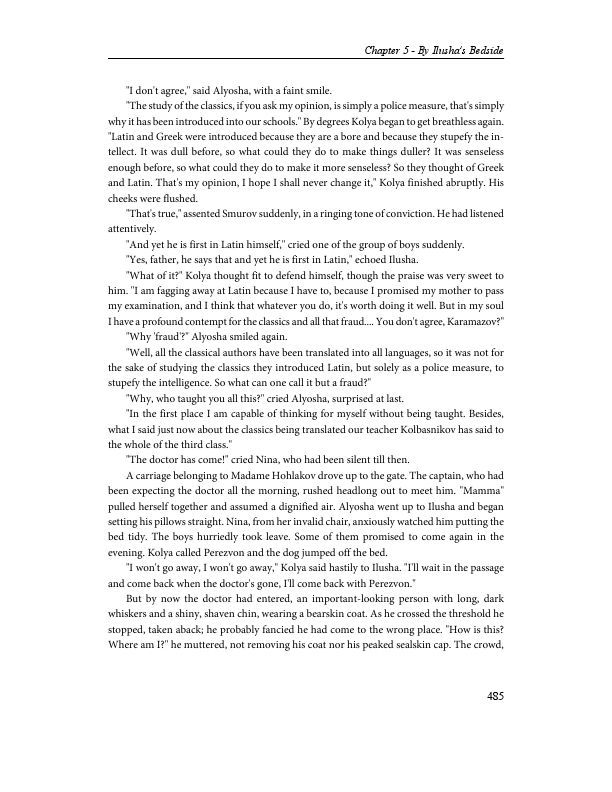 Chapter 5 - By Ilusha's Bedside
"I don't agree," said Alyosha, with a faint smile.
"The study of the classics, if you ask my opinion, is simply a police measure, that's simply
why it has been introduced into our schools." By degrees Kolya began to get breathless again.
"Latin and Greek were introduced because they are a bore and because they stupefy the in-
tellect. It was dull before, so what could they do to make things duller? It was senseless
enough before, so what could they do to make it more senseless? So they thought of Greek
and Latin. That's my opinion, I hope I shall never change it," Kolya finished abruptly. His
cheeks were flushed.
"That's true," assented Smurov suddenly, in a ringing tone of conviction. He had listened
attentively.
"And yet he is first in Latin himself," cried one of the group of boys suddenly.
"Yes, father, he says that and yet he is first in Latin," echoed Ilusha.
"What of it?" Kolya thought fit to defend himself, though the praise was very sweet to
him. "I am fagging away at Latin because I have to, because I promised my mother to pass
my examination, and I think that whatever you do, it's worth doing it well. But in my soul
I have a profound contempt for the classics and all that fraud.... You don't agree, Karamazov?"
"Why 'fraud'?" Alyosha smiled again.
"Well, all the classical authors have been translated into all languages, so it was not for
the sake of studying the classics they introduced Latin, but solely as a police measure, to
stupefy the intelligence. So what can one call it but a fraud?"
"Why, who taught you all this?" cried Alyosha, surprised at last.
"In the first place I am capable of thinking for myself without being taught. Besides,
what I said just now about the classics being translated our teacher Kolbasnikov has said to
the whole of the third class."
"The doctor has come!" cried Nina, who had been silent till then.
A carriage belonging to Madame Hohlakov drove up to the gate. The captain, who had
been expecting the doctor all the morning, rushed headlong out to meet him. "Mamma"
pulled herself together and assumed a dignified air. Alyosha went up to Ilusha and began
setting his pillows straight. Nina, from her invalid chair, anxiously watched him putting the
bed tidy. The boys hurriedly took leave. Some of them promised to come again in the
evening. Kolya called Perezvon and the dog jumped off the bed.
"I won't go away, I won't go away," Kolya said hastily to Ilusha. "I'll wait in the passage
and come back when the doctor's gone, I'll come back with Perezvon."
But by now the doctor had entered, an important-looking person with long, dark
whiskers and a shiny, shaven chin, wearing a bearskin coat. As he crossed the threshold he
stopped, taken aback; he probably fancied he had come to the wrong place. "How is this?
Where am I?" he muttered, not removing his coat nor his peaked sealskin cap. The crowd,
485